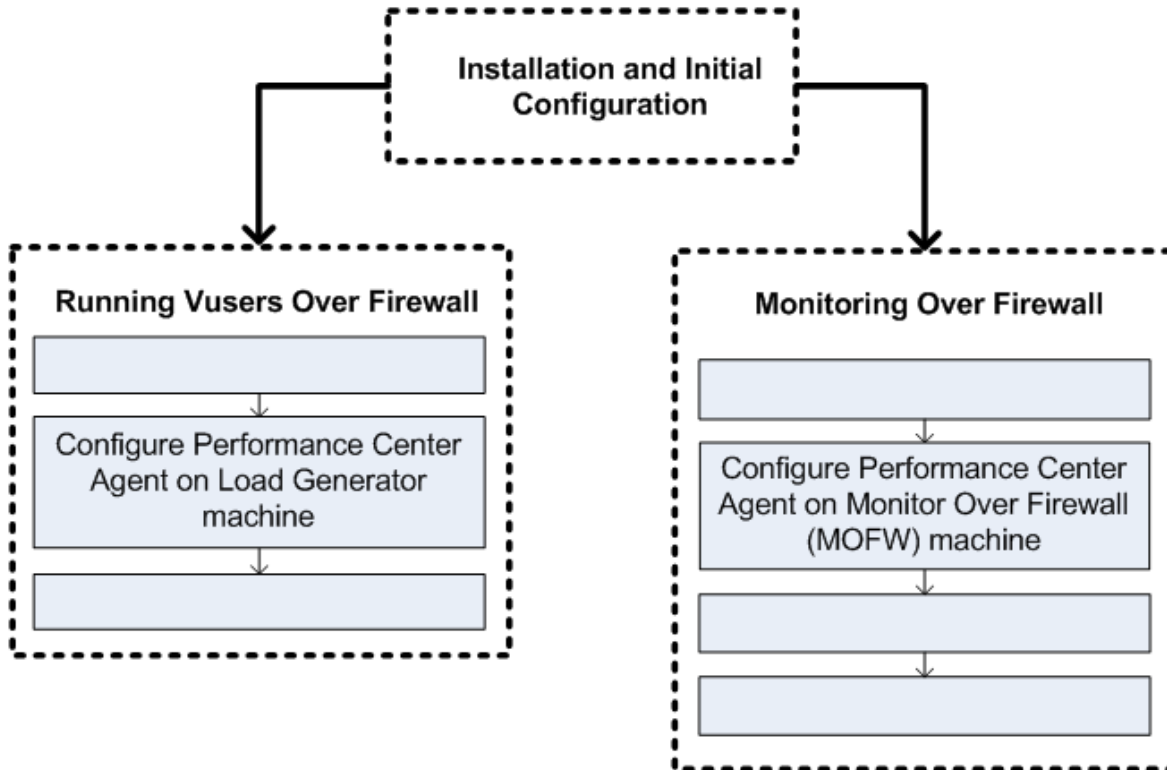 Installation and Initial
Configuration
Running Vusers Over Firewall
Configure Performance Center
Agent on Load Generator
machine
Monitoring Over Firewall
Configure Performance Center
Agent on Monitor Over Firewall
(MOFW) machine